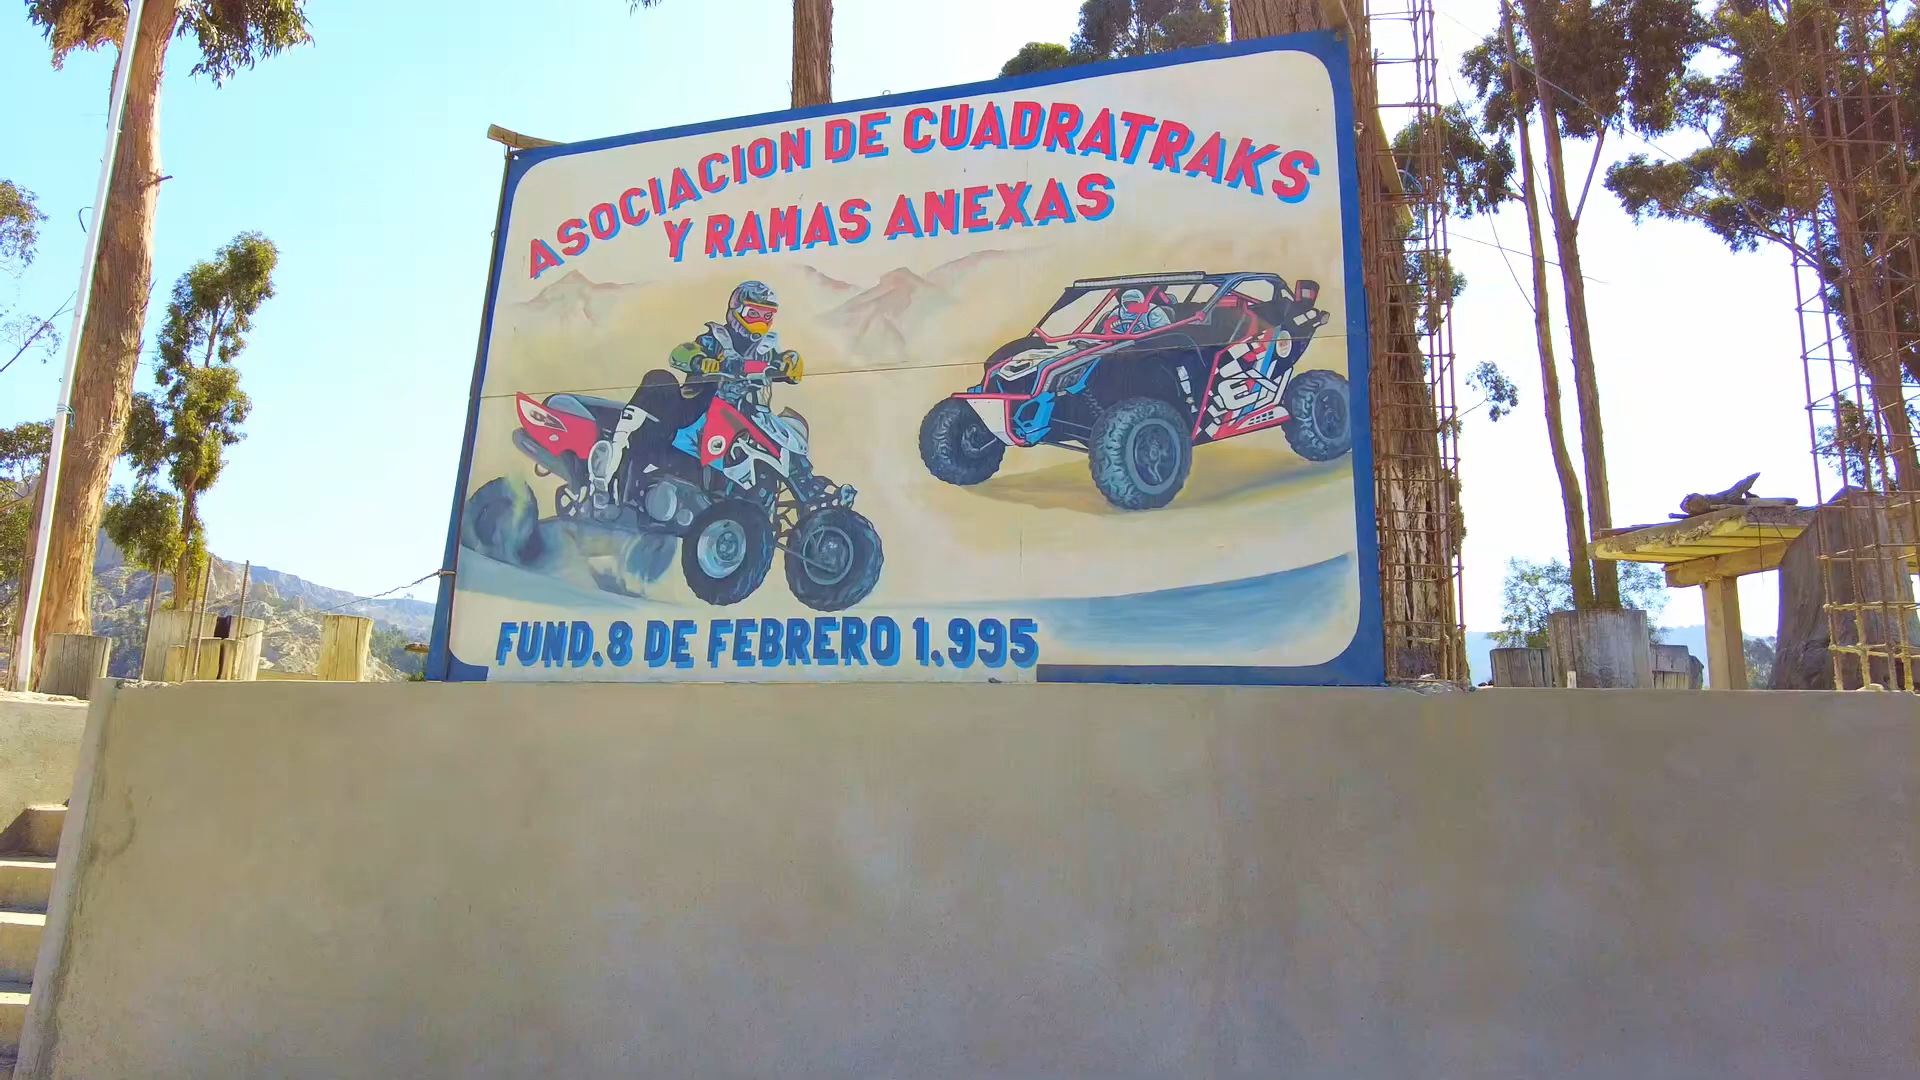 ASOCIACION DE CUADRATRAKS
Y RAMAS ANEXAS
FUND. 8 DE FEBRERO 1.995